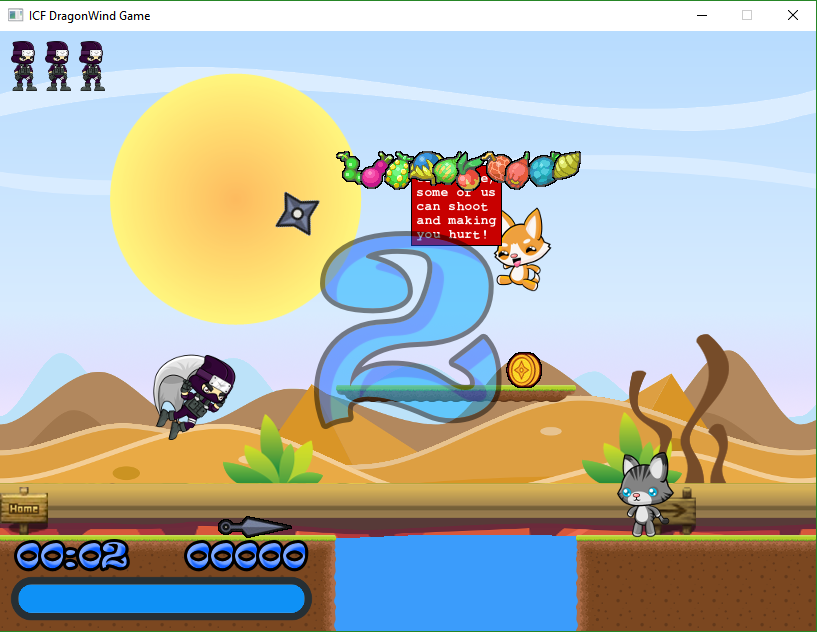 ICF DragonWind Game
some of us
can shoot
and making
you hurt!
2
Home
00:02 00000